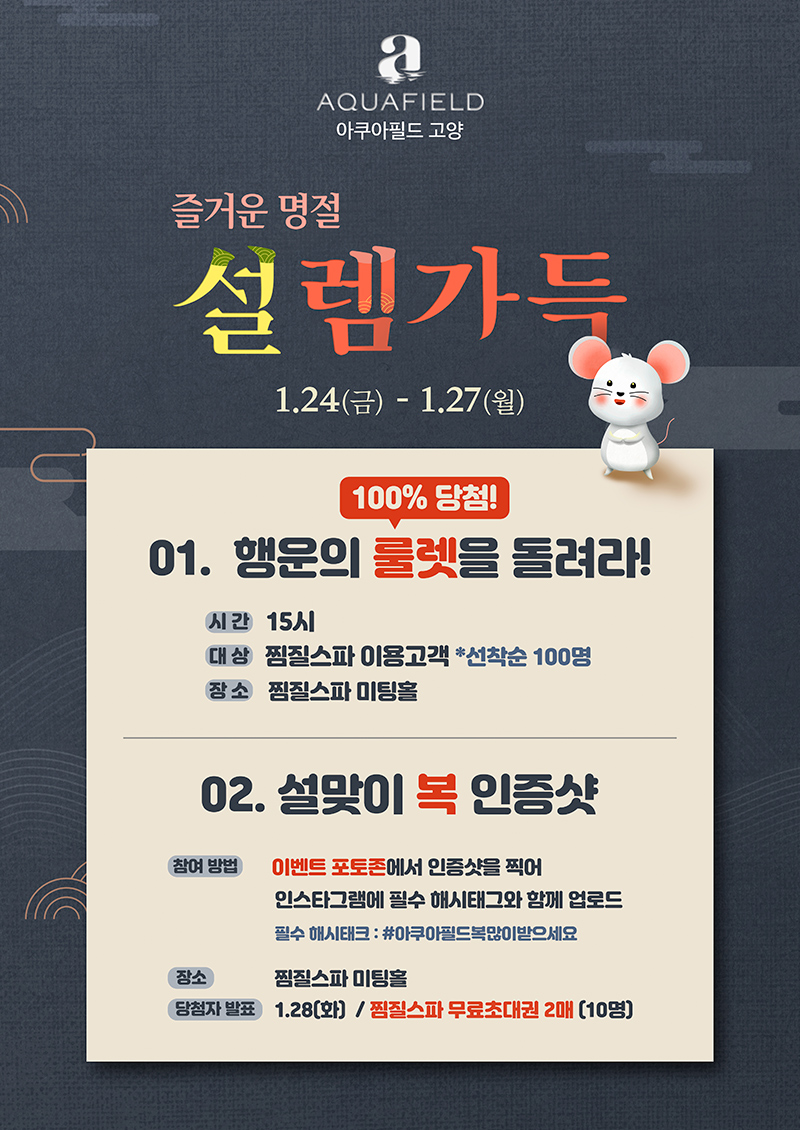 a
AQUAFIELD
아쿠아필드 고양
즐거운 명절
설렘가득
1.24(금) - 1.27(월)
100% 당첨!
01. 행운의 룰렛을 돌려라!
시간 15시
대상 찜질스파 이용고객 *선착순 100명
장소 찜질스파 미팅홀
02. 설맞이 복 인증샷
참여 방법 이벤트 포토존에서 인증샷을 찍어
인스타그램에 필수 해시태그와 함께 업로드
필수 해시태크 : #아쿠아필드복많이받으세요
장소 찜질스파 미팅홀
당첨자 발표 1.28(화) / 찜질스파 무료초대권 2매 (10명)